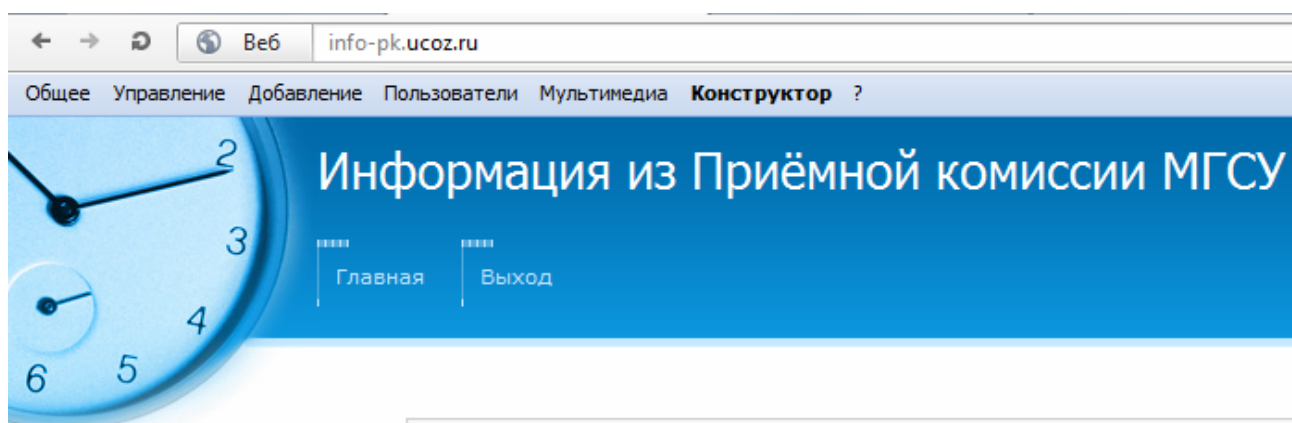 Веб info-pk.ucoz.ru
Общее Управление Добавление Пользователи Мультимедиа Конструктор ?
Информация из Приёмной комиссии МГСУ
Главная Выход
2
3
4
5
6